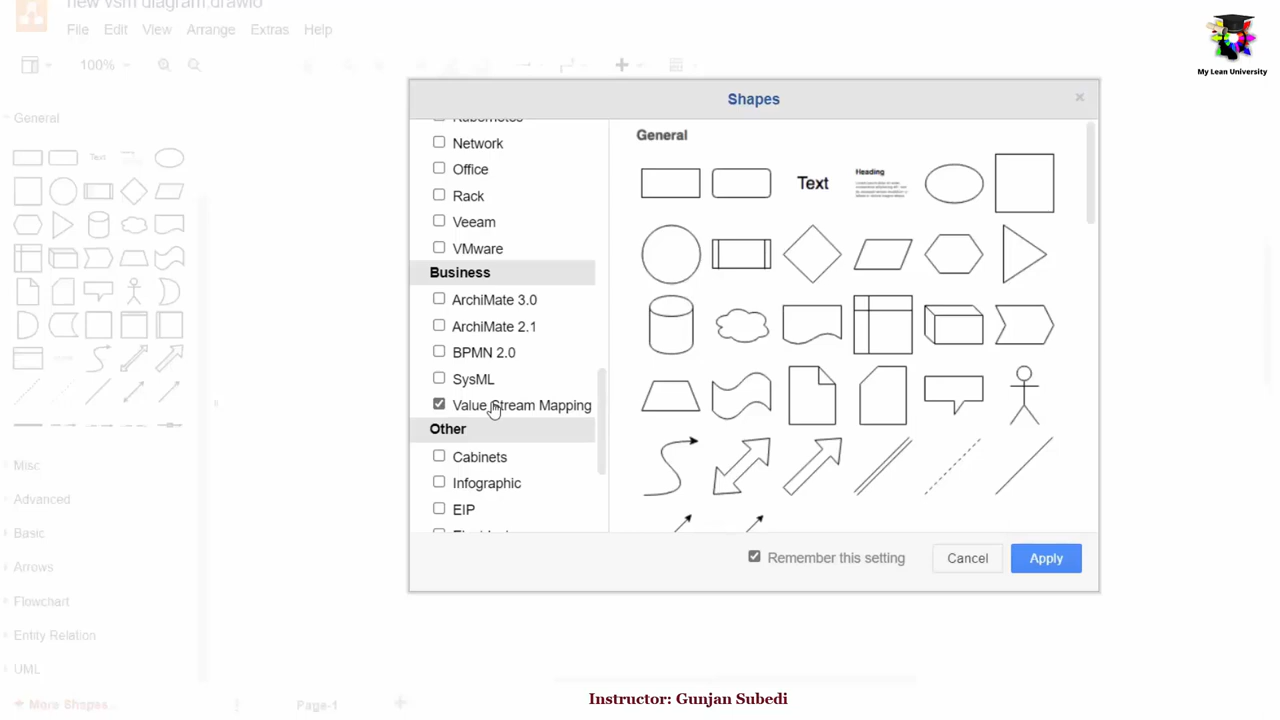 new vsm diagram.drawio
File Edit View Arrange Extras Help
My Lean University
100%
General
Text
Shapes
Kubernetes
Network
Office
Rack
Veeam
VMware
Business
ArchiMate 3.0
ArchiMate 2.1
BPMN 2.0
SysML
Value Stream Mapping
Other
Cabinets
Infographic
EIP
General
Text
Heading
Remember this setting
Cancel
Apply
Misc
Advanced
Basic
Arrows
Flowchart
Entity Relation
UML
+ More Shapes...
Page-1
Instructor: Gunjan Subedi